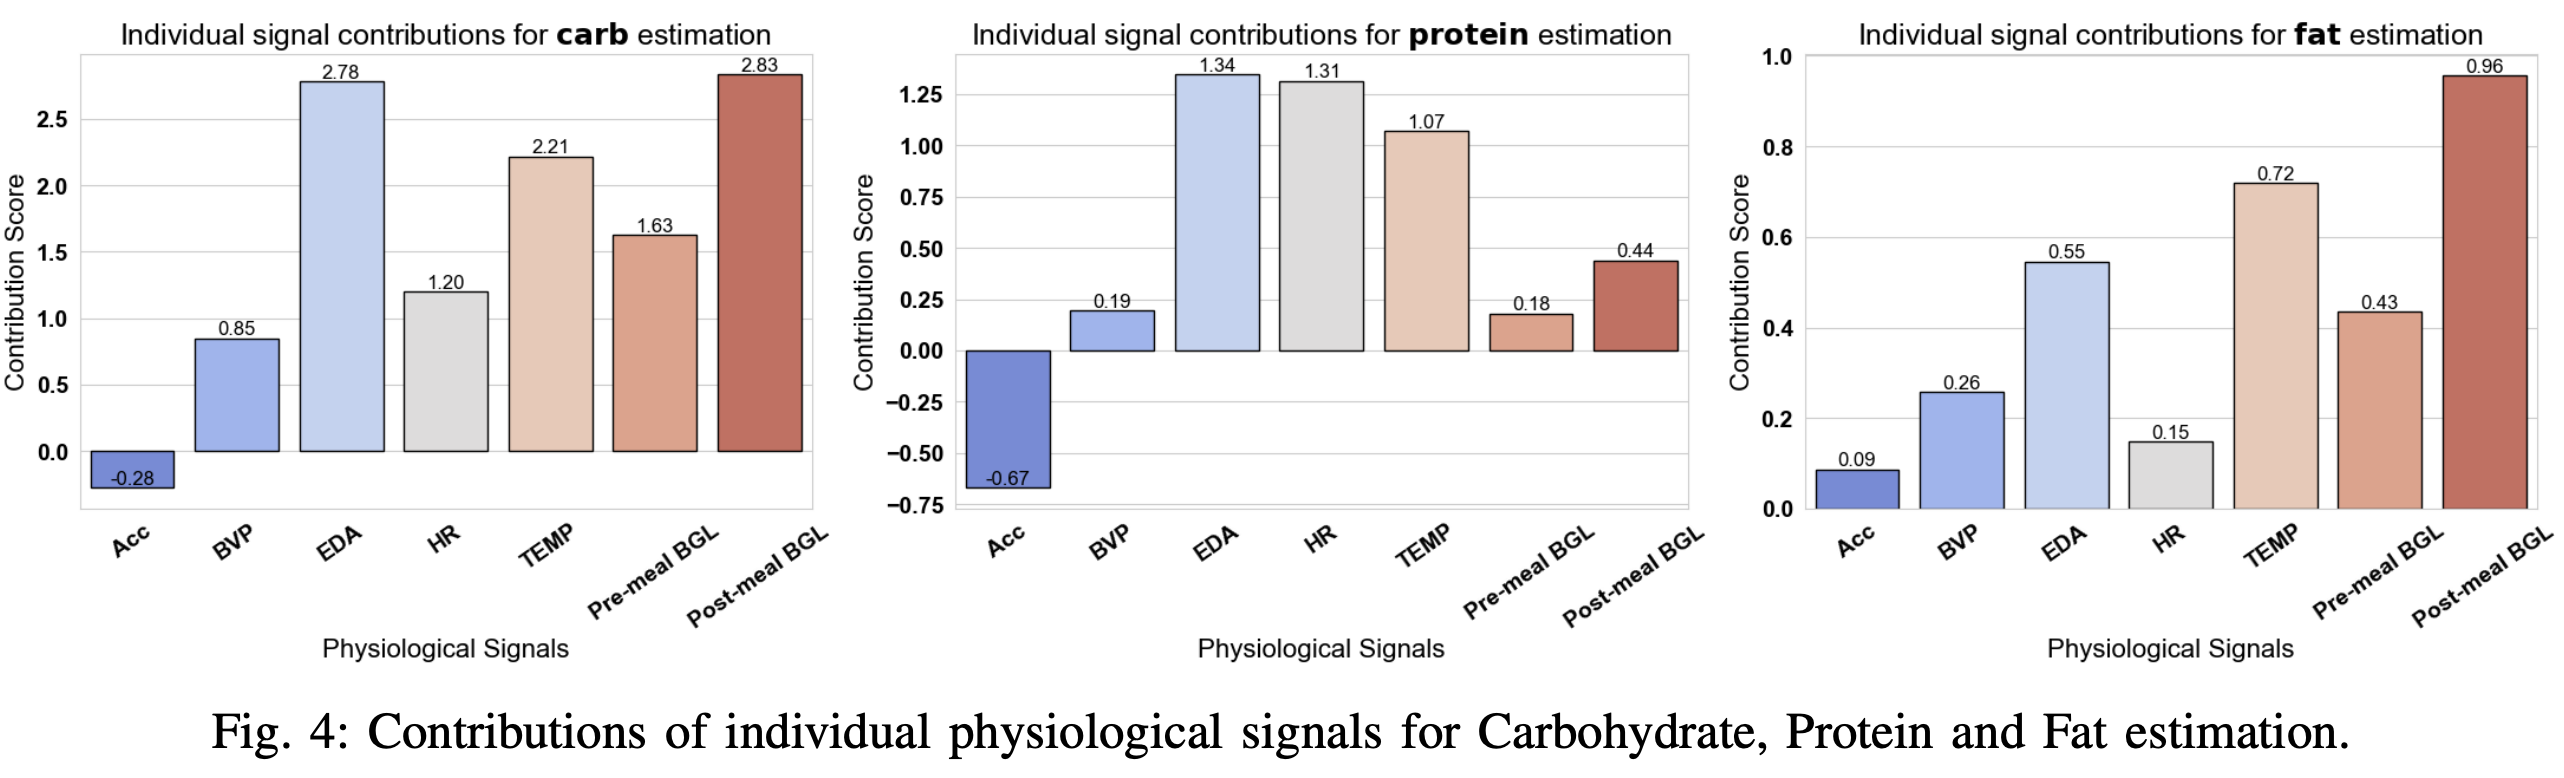 Individual signal contributions for carb estimation
Contribution Score
2.5
2.0
1.5
1.0
0.5
0.0
-0.28
0.85
2.78
1.20
2.21
1.63
2.83
Acc
BVP
EDA
HR
TEMP
Pre-meal BGL
Post-meal BGL
Physiological Signals
Individual signal contributions for protein estimation
Contribution Score
1.25
1.00
0.75
0.50
0.25
0.00
−0.25
−0.50
−0.75
-0.67
0.19
1.34
1.31
1.07
0.18
0.44
Acc
BVP
EDA
HR
TEMP
Pre-meal BGL
Post-meal BGL
Physiological Signals
Individual signal contributions for fat estimation
Contribution Score
1.0
0.8
0.6
0.4
0.2
0.0
0.09
0.26
0.55
0.15
0.72
0.43
0.96
Acc
BVP
EDA
HR
TEMP
Pre-meal BGL
Post-meal BGL
Physiological Signals
Fig. 4: Contributions of individual physiological signals for Carbohydrate, Protein and Fat estimation.